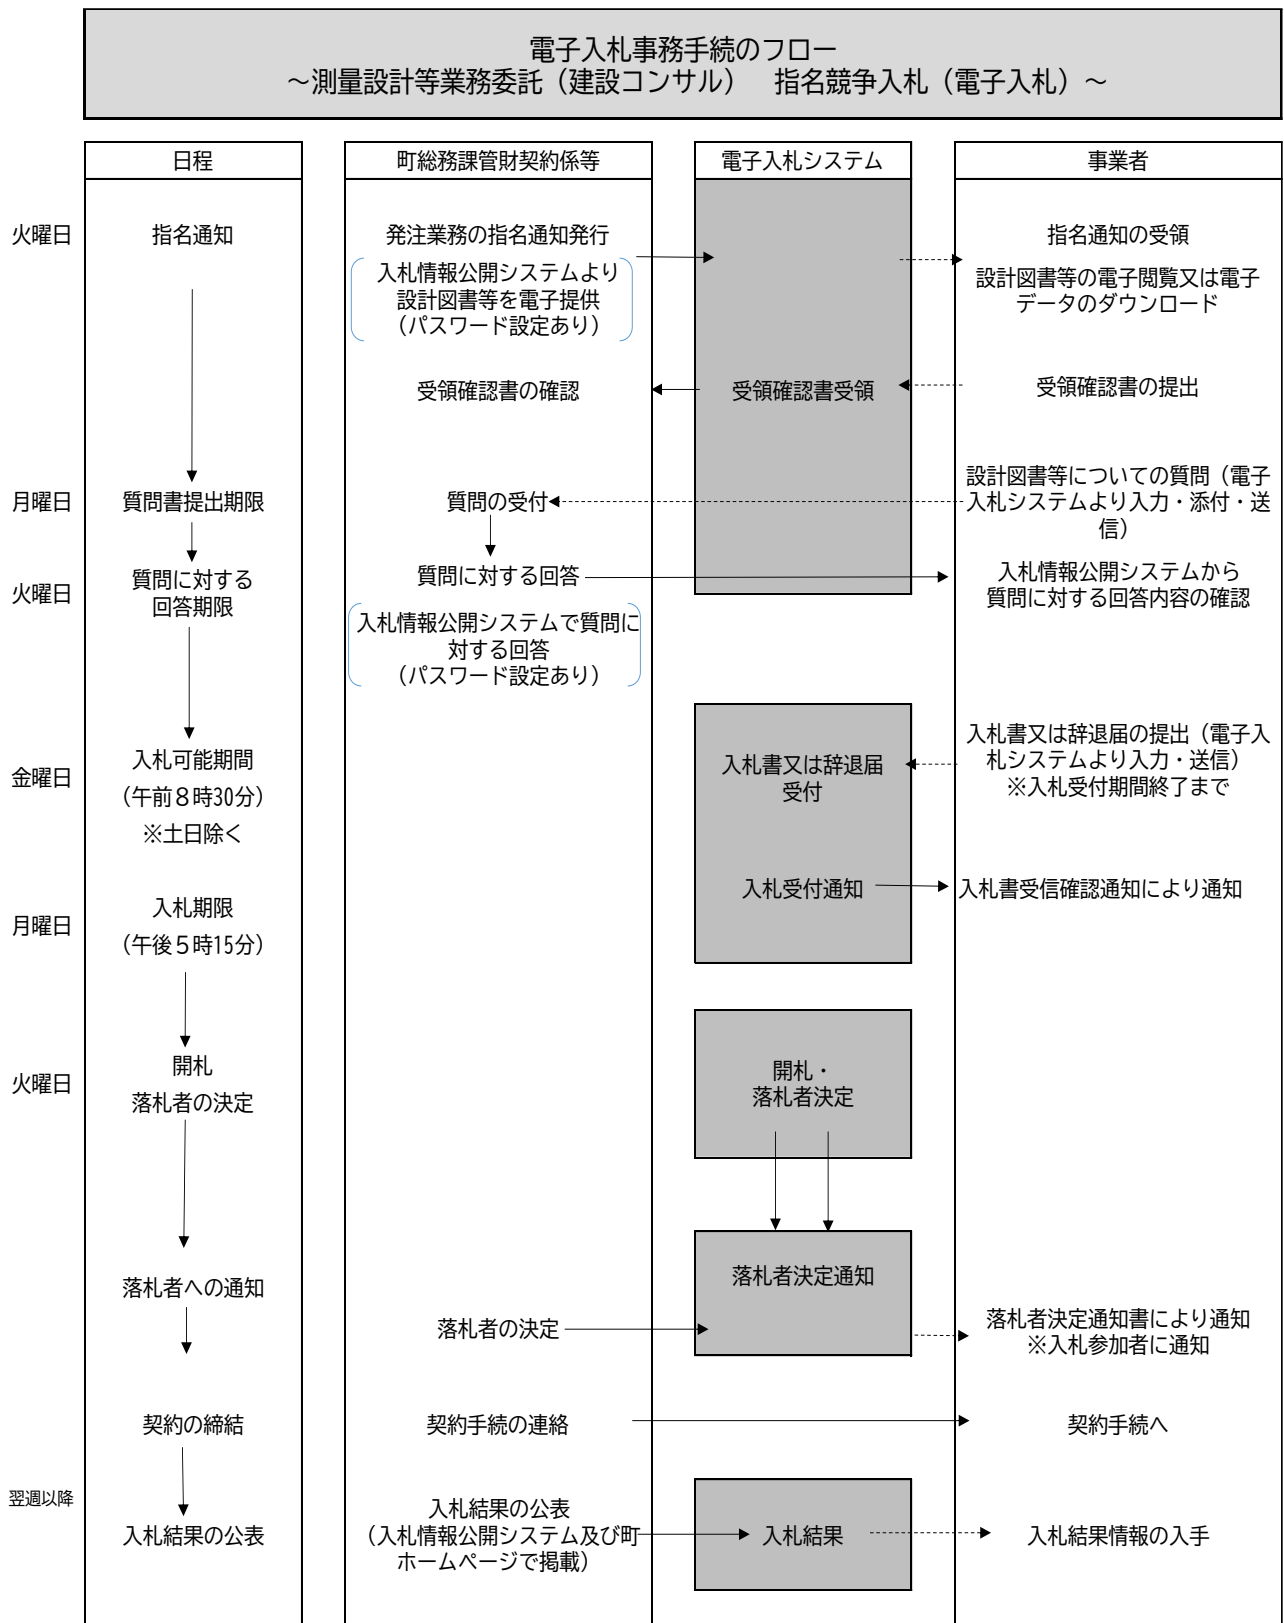 電子入札事務手続のフロー
～測量設計等業務委託（建設コンサル）　指名競争入札（電子入札）～
日程
町総務課管財契約係等
電子入札システム
事業者
火曜日
指名通知
発注業務の指名通知発行
指名通知の受領
入札情報公開システムより
設計図書等を電子提供
（パスワード設定あり）
設計図書等の電子閲覧又は電子
データのダウンロード
受領確認書の確認
受領確認書受領
受領確認書の提出
月曜日
質問書提出期限
質問の受付
設計図書等についての質問（電子
入札システムより入力・添付・送
信）
火曜日
質問に対する
回答期限
質問に対する回答
入札情報公開システムから
質問に対する回答内容の確認
入札情報公開システムで質問に
対する回答
（パスワード設定あり）
金曜日
入札可能期間
（午前８時30分）
※土日除く
入札書又は辞退届
受付
入札書又は辞退届の提出（電子入
札システムより入力・送信）
※入札受付期間終了まで
入札受付通知
入札書受信確認通知により通知
月曜日
入札期限
（午後５時15分）
火曜日
開札
落札者の決定
開札・
落札者決定
落札者への通知
落札者決定通知
落札者の決定
落札者決定通知書により通知
※入札参加者に通知
契約の締結
契約手続の連絡
契約手続へ
翌週以降
入札結果の公表
入札結果の公表
（入札情報公開システム及び町
ホームページで掲載）
入札結果
入札結果情報の入手